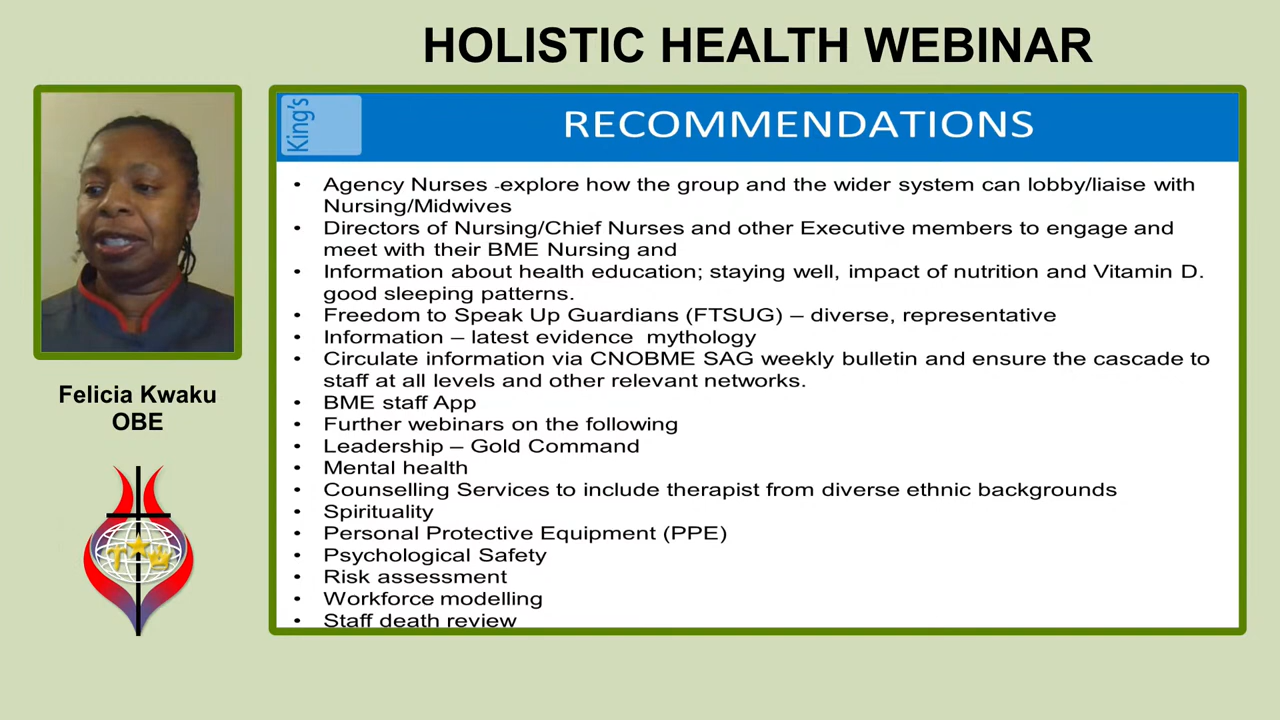 HOLISTIC HEALTH WEBINAR
King's
RECOMMENDATIONS
• Agency Nurses -explore how the group and the wider system can lobby/liaise with
Nursing/Midwives
• Directors of Nursing/Chief Nurses and other Executive members to engage and
meet with their BME Nursing and
• Information about health education; staying well, impact of nutrition and Vitamin D.
good sleeping patterns.
• Freedom to Speak Up Guardians (FTSUG) – diverse, representative
• Information – latest evidence mythology
• Circulate information via CNOBME SAG weekly bulletin and ensure the cascade to
staff at all levels and other relevant networks.
• BME staff App
• Further webinars on the following
• Leadership – Gold Command
• Mental health
• Counselling Services to include therapist from diverse ethnic backgrounds
• Spirituality
• Personal Protective Equipment (PPE)
• Psychological Safety
• Risk assessment
• Workforce modelling
• Staff death review
Felicia Kwaku
OBE